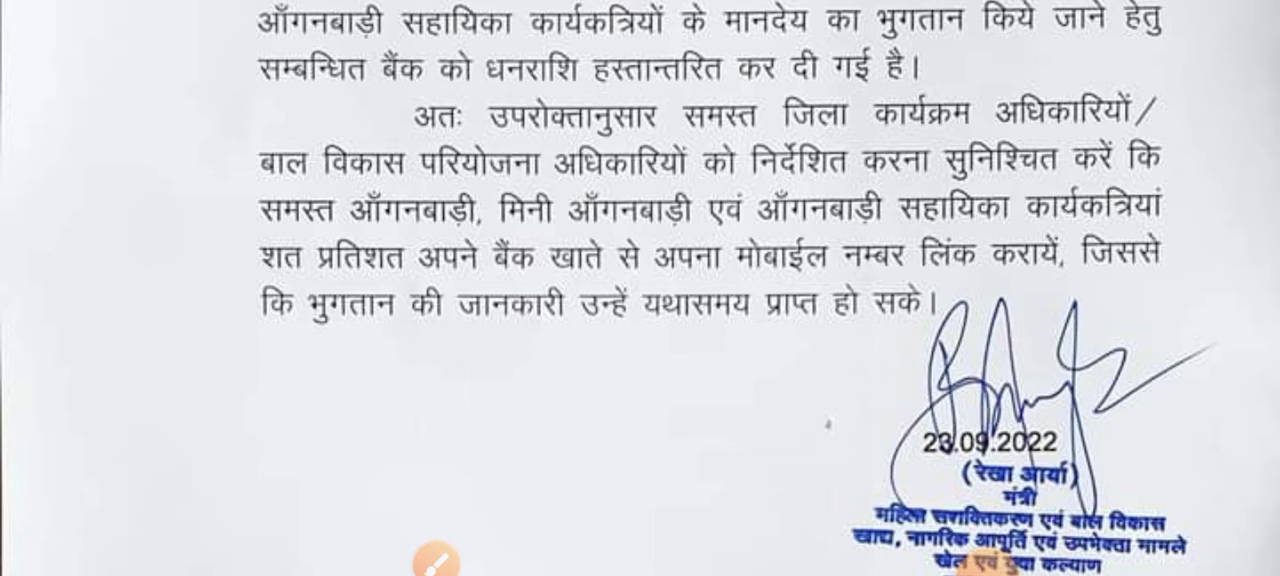 आँगनबाड़ी सहायिका कार्यकत्रियों के मानदेय का भुगतान किये जाने हेतु
सम्बन्धित बैंक को धनराशि हस्तान्तरित कर दी गई है।
अतः उपरोक्तानुसार समस्त जिला कार्यक्रम अधिकारियों/
बाल विकास परियोजना अधिकारियों को निर्देशित करना सुनिश्चित करें कि
समस्त आँगनबाड़ी, मिनी आँगनबाड़ी एवं आँगनबाड़ी सहायिका कार्यकत्रियां
शत प्रतिशत अपने बैंक खाते से अपना मोबाईल नम्बर लिंक करायें, जिससे
कि भुगतान की जानकारी उन्हें यथासमय प्राप्त हो सके।
23.09.2022
(रेखा आर्या)
मंत्री
महिला सशक्तिकरण एवं बाल विकास
खाद्य, नागरिक आपूर्ति एवं उपभेक्ता मामले
खेल एवं युवा कल्याण